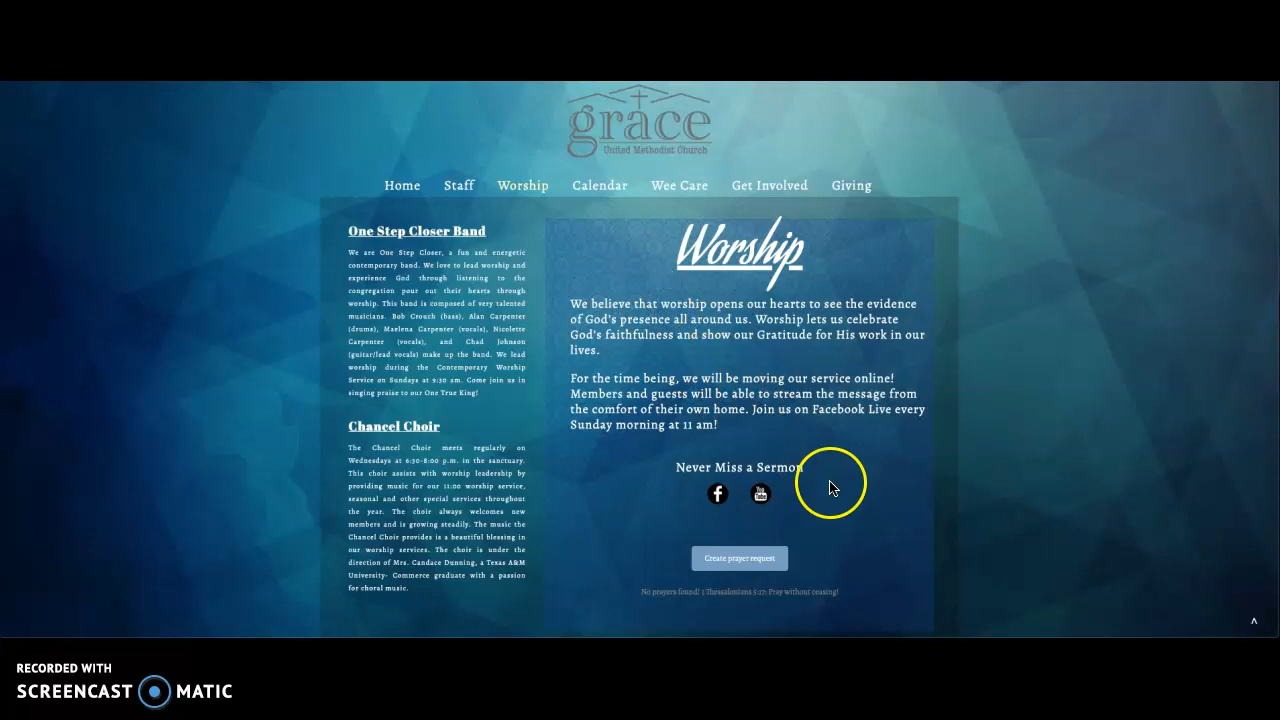 grace
United Methodist Church
Home Staff Worship Calendar Wee Care Get Involved Giving
One Step Closer Band
We are One Step Closer, a fun and energetic
contemporary band. We love to lead worship and
experience God through listening to the
congregation pour out their hearts through
worship. This band is composed of very talented
musicians. Bob Crouch (bass), Alan Carpenter
(drums), Maelena Carpenter (vocals), Nicolette
Carpenter (vocals), and Chad Johnson
(guitar/lead vocals) make up the band. We lead
worship during the Contemporary Worship
Service on Sundays at 9:30 am. Come join us in
singing praise to our One True King!
Chancel Choir
The Chancel Choir meets regularly on
Wednesdays at 6:30-8:00 p.m. in the sanctuary.
This choir assists with worship leadership by
providing music for our 11:00 worship service,
seasonal and other special services throughout
the year. The choir always welcomes new
members and is growing steadily. The music the
Chancel Choir provides is a beautiful blessing in
our worship services. The choir is under the
direction of Mrs. Candace Dunning, a Texas A&M
University- Commerce graduate with a passion
for choral music.
Worship
We believe that worship opens our hearts to see the evidence
of God's presence all around us. Worship lets us celebrate
God's faithfulness and show our Gratitude for His work in our
lives.
For the time being, we will be moving our service online!
Members and guests will be able to stream the message from
the comfort of their own home. Join us on Facebook Live every
Sunday morning at 11 am!
Never Miss a Sermon
f You Tube
Create prayer request
No prayers found! 1 Thessalonians 5:17: Pray without ceasing!
^
RECORDED WITH
SCREENCAST MATIC